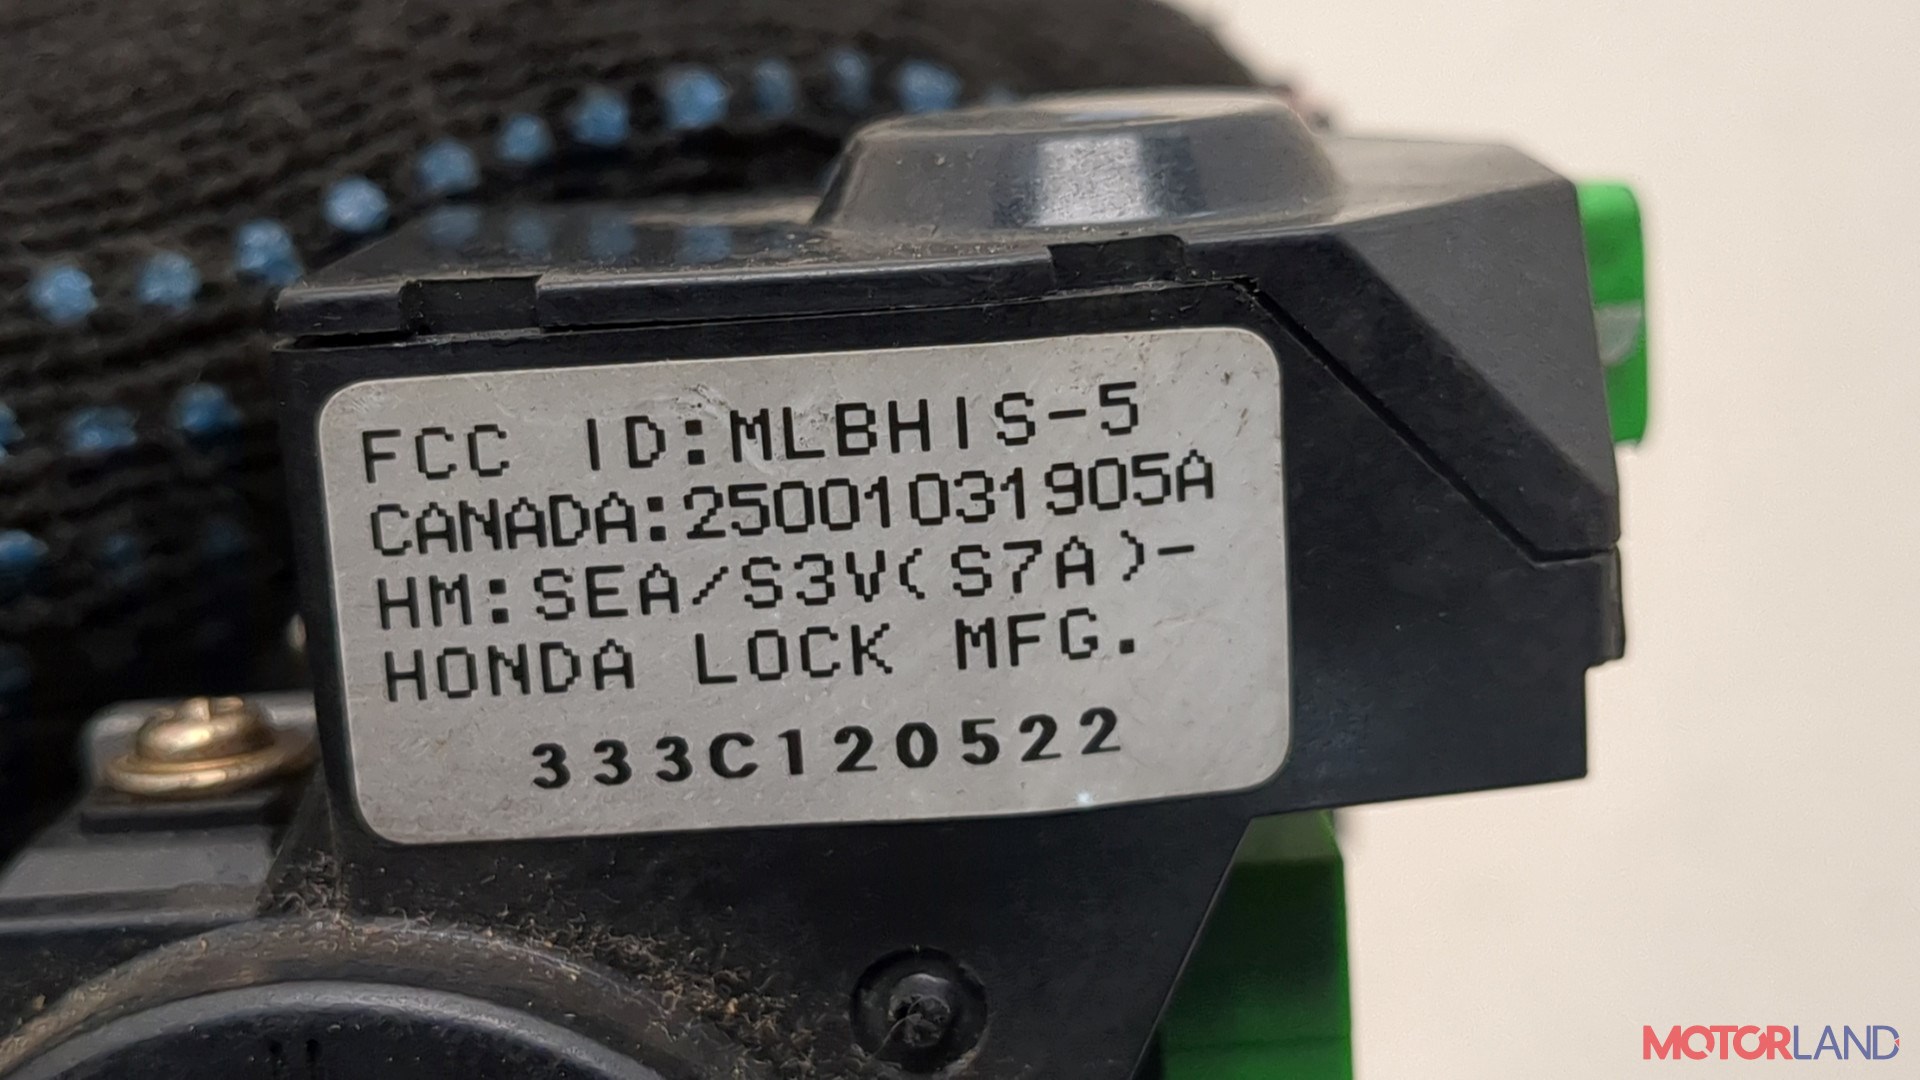 FCC ID:MLBHIS-5
CANADA:25001031905A
HM:SEA/S3V(S7A)-
HONDA LOCK MFG.
333C120522
MOTORLAND